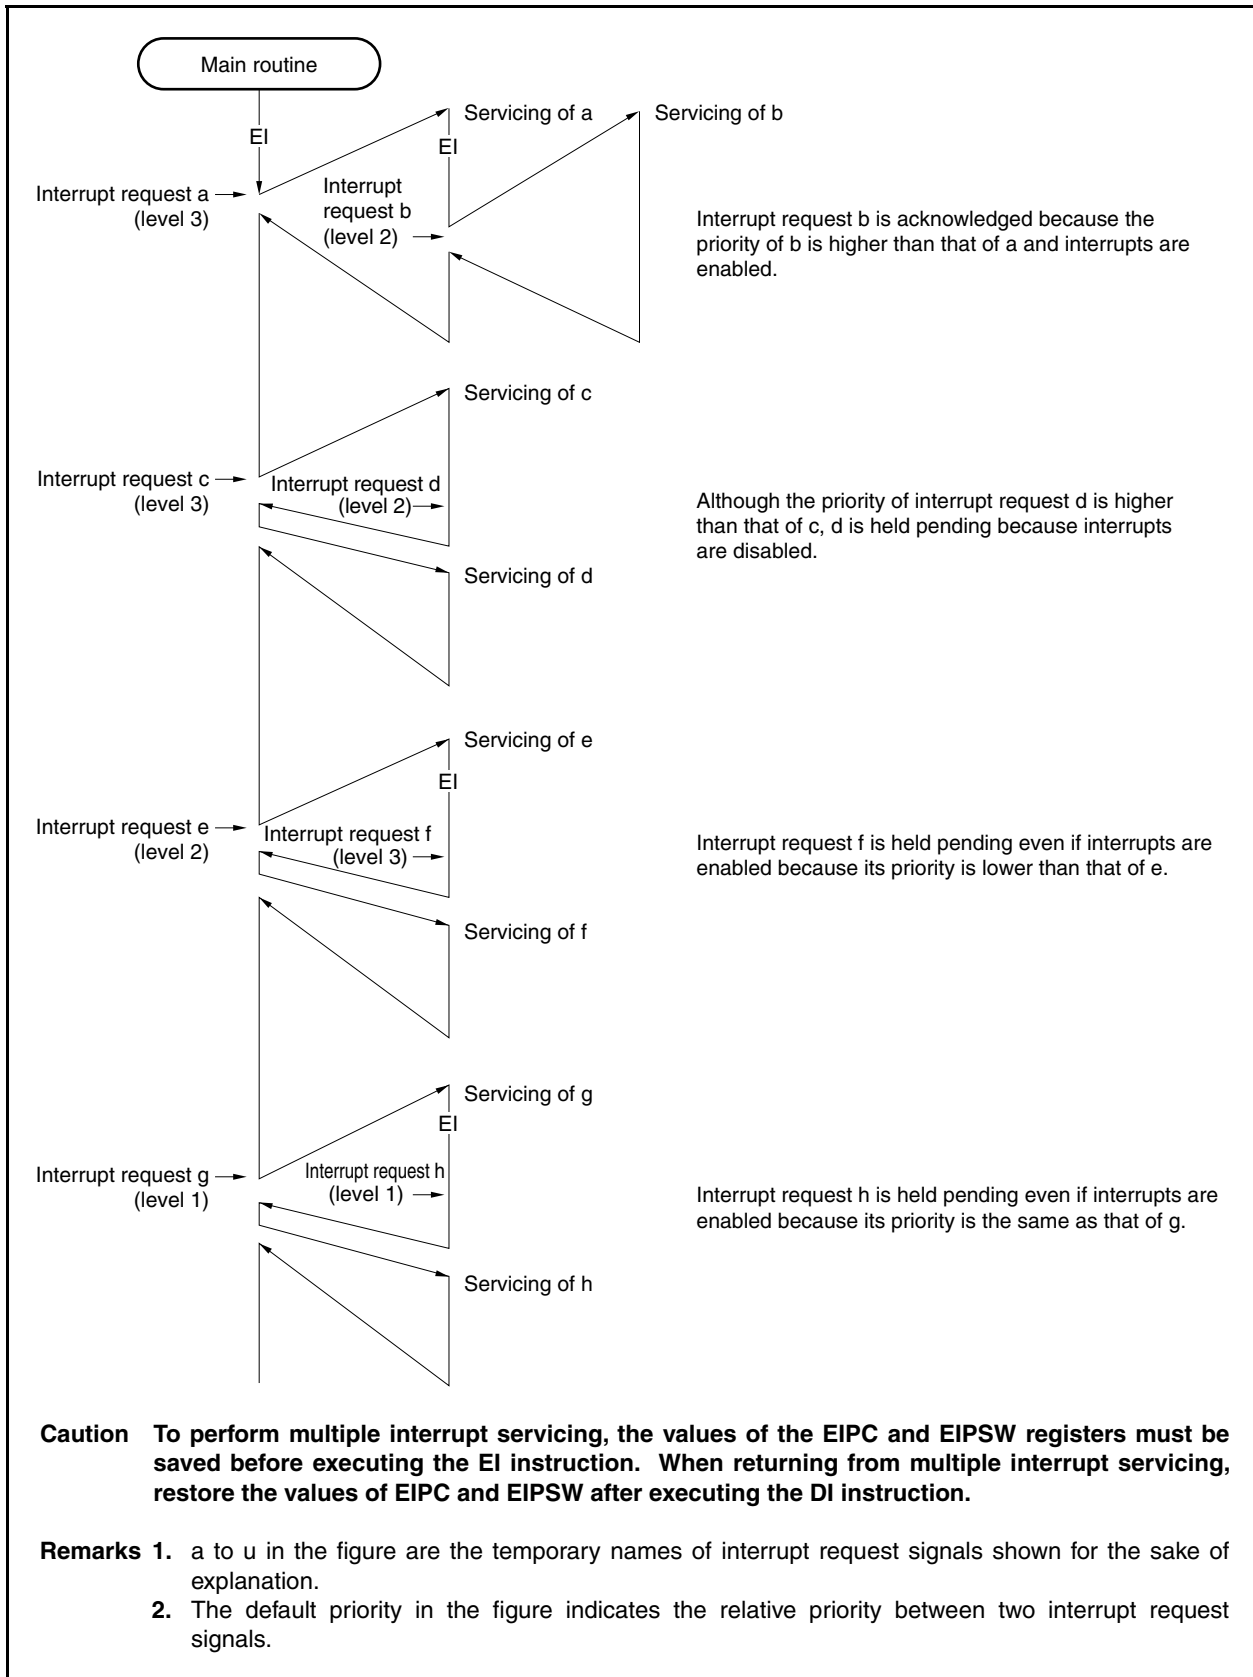 Main routine
EI
Servicing of a
Servicing of b
EI
Interrupt request a
(level 3)
Interrupt
request b
(level 2)
Interrupt request b is acknowledged because the
priority of b is higher than that of a and interrupts are
enabled.
Servicing of c
Interrupt request c
(level 3)
Interrupt request d
(level 2)
Although the priority of interrupt request d is higher
than that of c, d is held pending because interrupts
are disabled.
Servicing of d
Servicing of e
EI
Interrupt request e
(level 2)
Interrupt request f
(level 3)
Interrupt request f is held pending even if interrupts are
enabled because its priority is lower than that of e.
Servicing of f
Servicing of g
EI
Interrupt request g
(level 1)
Interrupt request h
(level 1)
Interrupt request h is held pending even if interrupts are
enabled because its priority is the same as that of g.
Servicing of h
Caution To perform multiple interrupt servicing, the values of the EIPC and EIPSW registers must be
saved before executing the EI instruction. When returning from multiple interrupt servicing,
restore the values of EIPC and EIPSW after executing the DI instruction.
Remarks 1. a to u in the figure are the temporary names of interrupt request signals shown for the sake of
explanation.
2. The default priority in the figure indicates the relative priority between two interrupt request
signals.